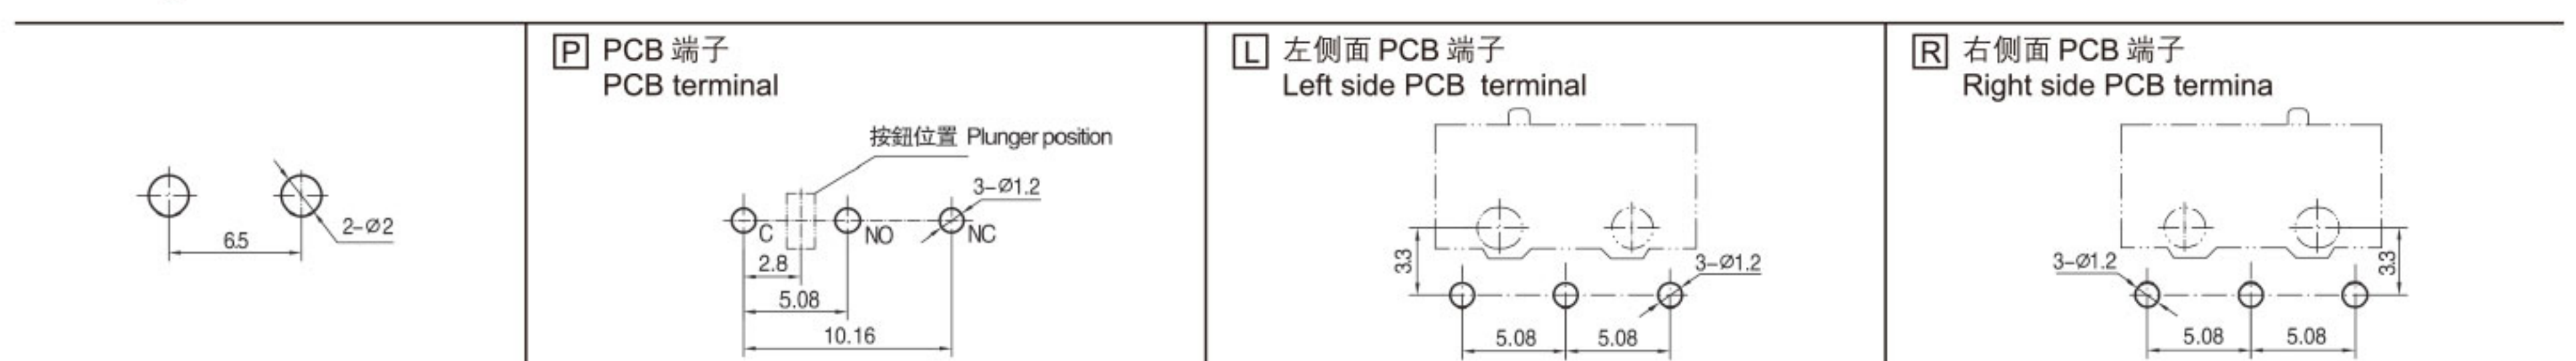 6.5
2-Ø2
P PCB 端子
PCB terminal
按鈕位置 Plunger position
3-Ø1.2
C
NO
NC
2.8
5.08
10.16
L 左侧面 PCB 端子
Left side PCB terminal
3.3
3-Ø1.2
5.08
5.08
R 右侧面 PCB 端子
Right side PCB termina
3-Ø1.2
3.3
5.08
5.08